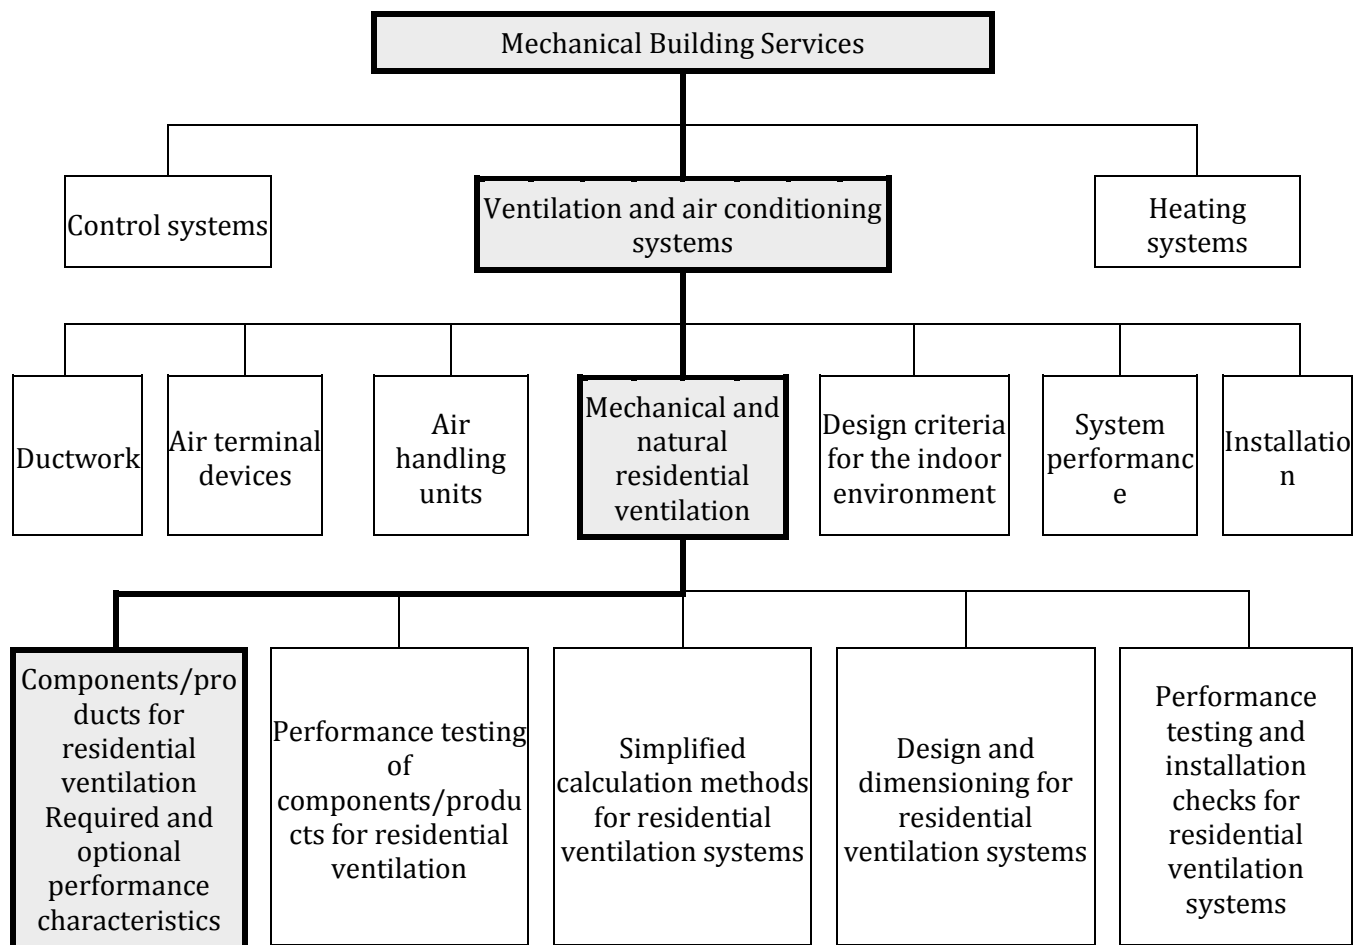 Mechanical Building Services
Control systems
Ventilation and air conditioning
systems
Heating
systems
Ductwork
Air terminal
devices
Air
handling
units
Mechanical and
natural
residential
ventilation
Design criteria
for the indoor
environment
System
performanc
e
Installatio
n
Components/pro
ducts for
residential
ventilation
Required and
optional
performance
characteristics
Performance testing
of
components/produ
cts for residential
ventilation
Simplified
calculation methods
for residential
ventilation systems
Design and
dimensioning for
residential
ventilation systems
Performance
testing and
installation
checks for
residential
ventilation
systems